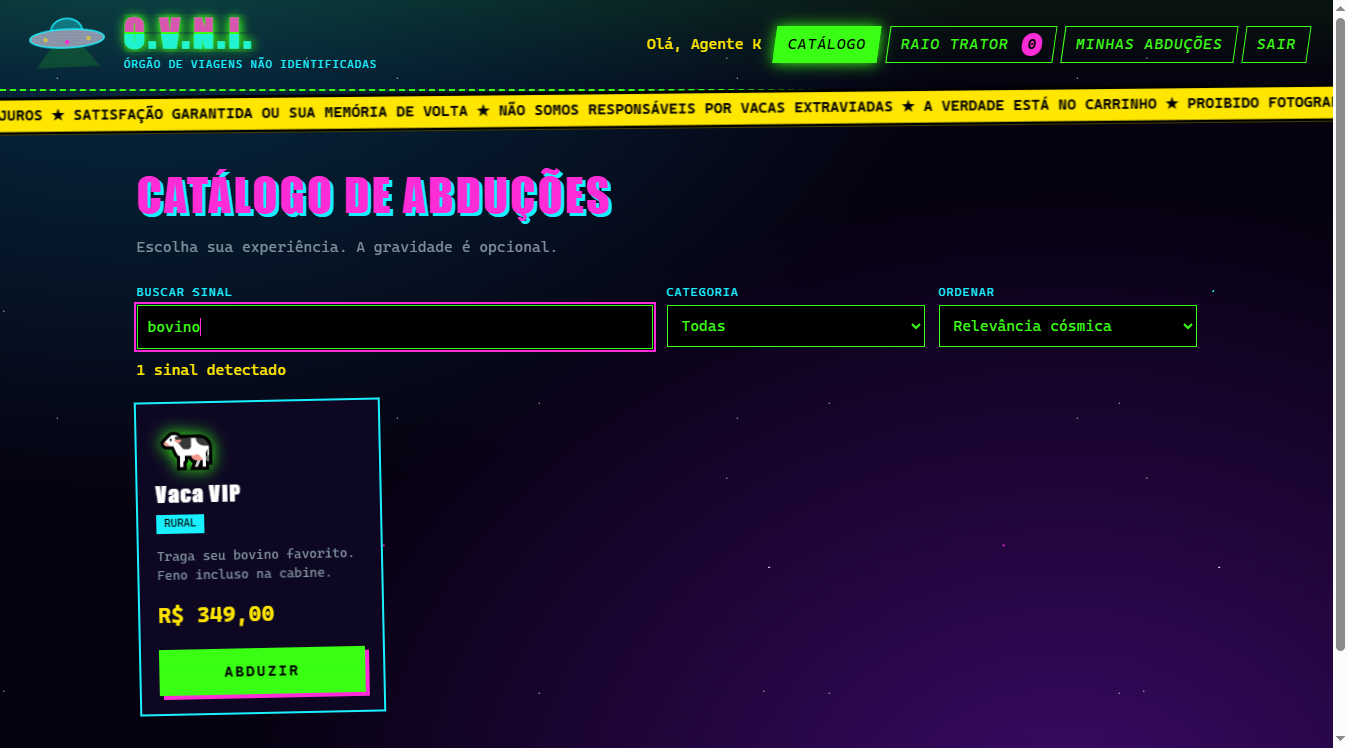 O.V.N.I.
ÓRGÃO DE VIAGENS NÃO IDENTIFICADAS
Olá, Agente K
CATÁLOGO
RAIO TRATOR 0
MINHAS ABDUÇÕES
SAIR
JUROS ★ SATISFAÇÃO GARANTIDA OU SUA MEMÓRIA DE VOLTA ★ NÃO SOMOS RESPONSÁVEIS POR VACAS EXTRAVIADAS ★ A VERDADE ESTÁ NO CARRINHO ★ PROIBIDO
CATÁLOGO DE ABDUÇÕES
Escolha sua experiência. A gravidade é opcional.
BUSCAR SINAL
CATEGORIA
ORDENAR
bovino
Todas
Relevância cósmica
1 sinal detectado
Vaca VIP
RURAL
Traga seu bovino favorito.
Feno incluso na cabine.
R$ 349,00
ABDUZIR